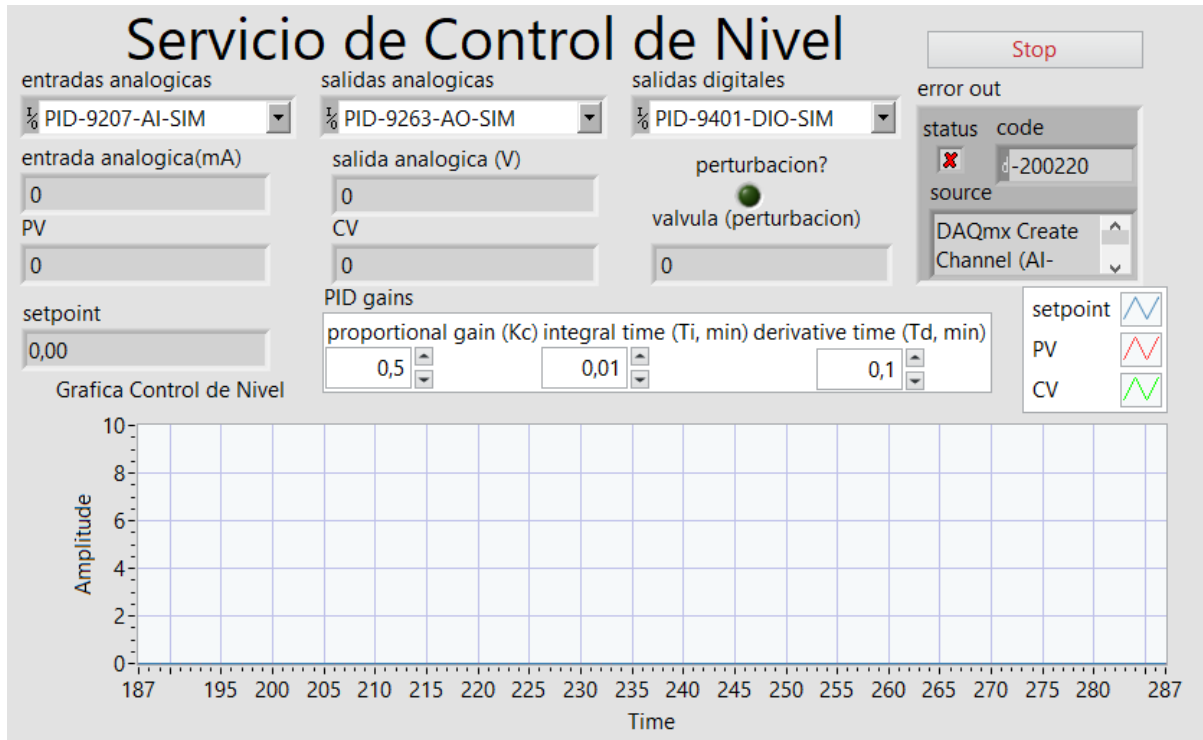 Servicio de Control de Nivel
Stop
entradas analogicas
salidas analogicas
salidas digitales
error out
PID-9207-AI-SIM
PID-9263-AO-SIM
PID-9401-DIO-SIM
status code
-200220
source
DAQmx Create
Channel (AI-
entrada analogica(mA)
0
salida analogica (V)
0
perturbacion?
PV
0
CV
0
valvula (perturbacion)
0
setpoint
0,00
PID gains
proportional gain (Kc) integral time (Ti, min) derivative time (Td, min)
0,5 0,01 0,1
setpoint
PV
CV
Grafica Control de Nivel
10
8
6
4
2
0
Amplitude
187 195 200 205 210 215 220 225 230 235 240 245 250 255 260 265 270 275 280 287
Time